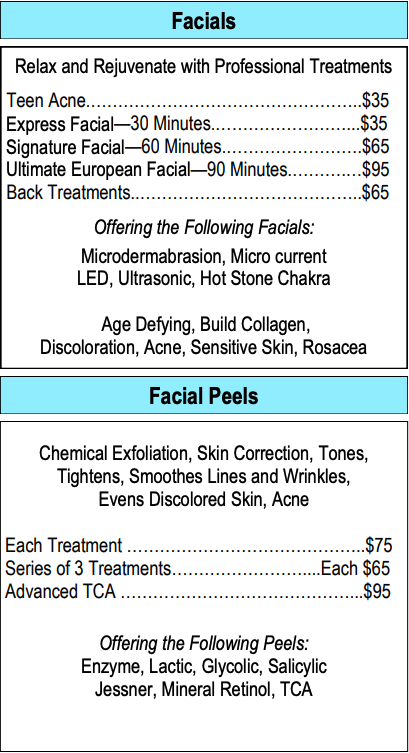 Facials
Relax and Rejuvenate with Professional Treatments
Teen Acne……………………………………………..$35
Express Facial—30 Minutes.……………………...$35
Signature Facial—60 Minutes.…………………….$65
Ultimate European Facial—90 Minutes.………….$95
Back Treatments..……………………………………..$65
Offering the Following Facials:
Microdermabrasion, Micro current
LED, Ultrasonic, Hot Stone Chakra
Age Defying, Build Collagen,
Discoloration, Acne, Sensitive Skin, Rosacea
Facial Peels
Chemical Exfoliation, Skin Correction, Tones,
Tightens, Smoothes Lines and Wrinkles,
Evens Discolored Skin, Acne
Each Treatment ……………………………………..$75
Series of 3 Treatments……………………....Each $65
Advanced TCA ……………………………………..$95
Offering the Following Peels:
Enzyme, Lactic, Glycolic, Salicylic
Jessner, Mineral Retinol, TCA